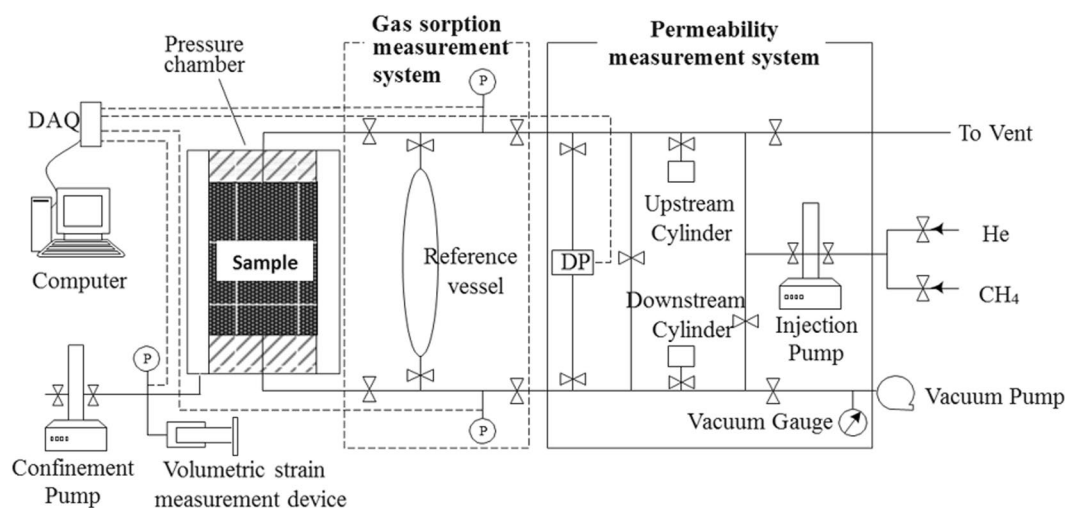 Gas sorption
measurement
system
Permeability
measurement system
Pressure
chamber
P
DAQ
To Vent
Upstream
Cylinder
He
Sample
Reference
vessel
DP
Computer
Downstream
Cylinder
CH₄
Injection
Pump
P
P
Vacuum Pump
Vacuum Gauge
Confinement
Pump
Volumetric strain
measurement device